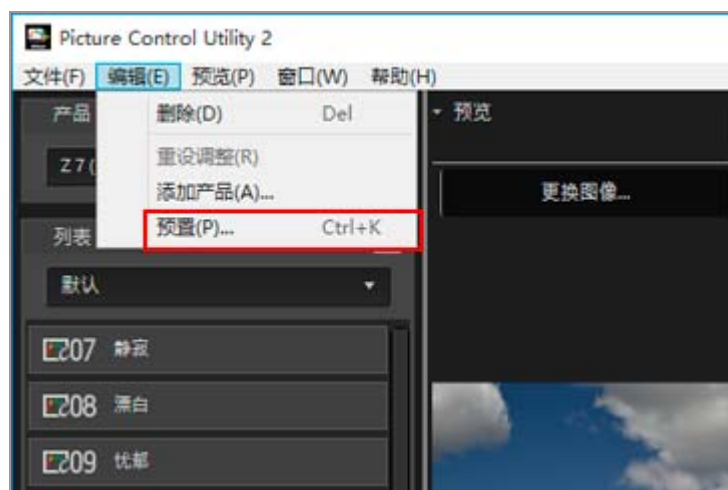 Picture Control Utility 2
文件(F) 编辑(E) 预览(P) 窗口(W) 帮助(H)
产品
删除(D) Del
预览
Z7(
重设调整(R)
添加产品(A)...
更换图像...
列表
预置(P)... Ctrl+K
默认
207 静寂
208 漂白
209 忧郁